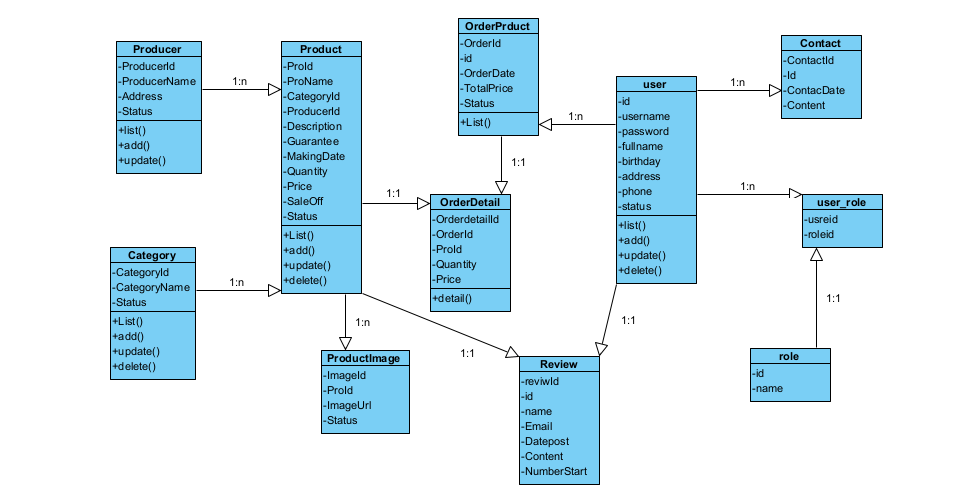 Producer
-ProducerId
-ProducerName
-Address
-Status
+list()
+add()
+update()
1:n
Product
-ProId
-ProName
-CategoryId
-ProducerId
-Description
-Guarantee
-MakingDate
-Quantity
-Price
-SaleOff
-Status
+List()
+add()
+update()
+delete()
OrderPrduct
-OrderId
-id
-OrderDate
-TotalPrice
-Status
+List()
1:n
user
-id
-username
-password
-fullname
-birthday
-address
-phone
-status
+list()
+add()
+update()
+delete()
1:n
Contact
-ContactId
-Id
-ContacDate
-Content
1:1
1:1
OrderDetail
-OrderdetailId
-OrderId
-ProId
-Quantity
-Price
+detail()
1:n
user_role
-usreid
-roleid
Category
-CategoryId
-CategoryName
-Status
+List()
+add()
+update()
+delete()
1:n
1:n
1:1
1:1
1:1
ProductImage
-ImageId
-ProId
-ImageUrl
-Status
Review
-reviwId
-id
-name
-Email
-Datepost
-Content
-NumberStart
role
-id
-name